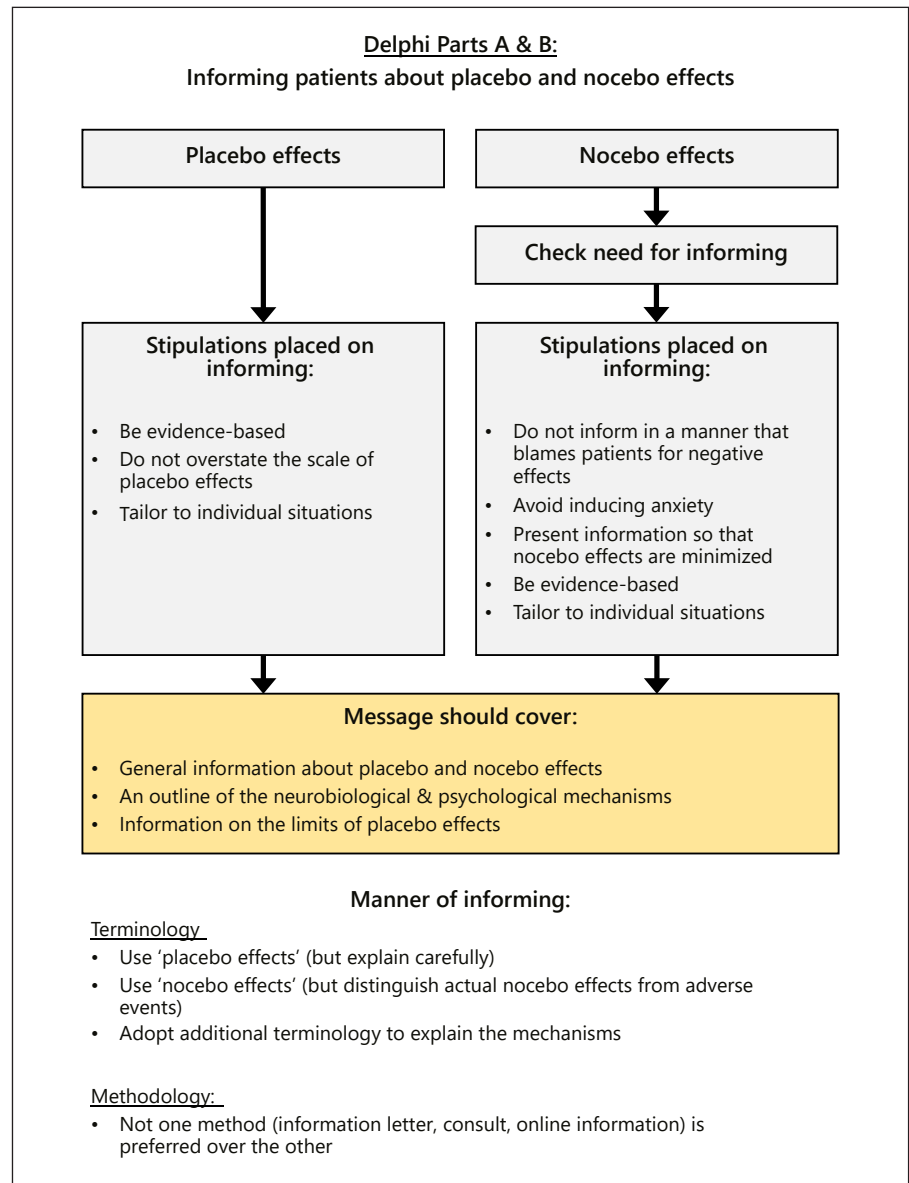 Delphi Parts A & B:
Informing patients about placebo and nocebo effects
Placebo effects
Nocebo effects
Check need for informing
Stipulations placed on
informing:
• Be evidence-based
• Do not overstate the scale of
placebo effects
• Tailor to individual situations
Stipulations placed on
informing:
• Do not inform in a manner that
blames patients for negative
effects
• Avoid inducing anxiety
• Present information so that
nocebo effects are minimized
• Be evidence-based
• Tailor to individual situations
Message should cover:
• General information about placebo and nocebo effects
• An outline of the neurobiological & psychological mechanisms
• Information on the limits of placebo effects
Manner of informing:
Terminology
• Use ‘placebo effects’ (but explain carefully)
• Use ‘nocebo effects’ (but distinguish actual nocebo effects from adverse
events)
• Adopt additional terminology to explain the mechanisms
Methodology:
• Not one method (information letter, consult, online information) is
preferred over the other